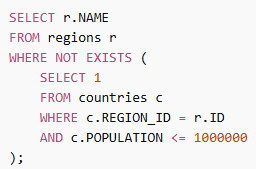 SELECT r.NAME
FROM regions r
WHERE NOT EXISTS (
    SELECT 1
    FROM countries c
    WHERE c.REGION_ID = r.ID
    AND c.POPULATION <= 1000000
);